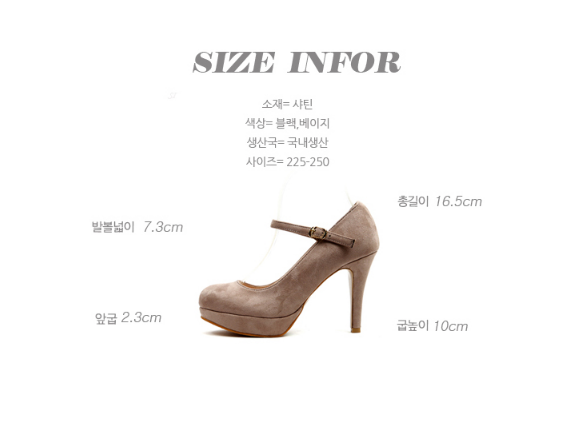 SIZE INFOR
소재= 샤틴
색상= 블랙,베이지
생산국= 국내생산
사이즈= 225-250
총길이 16.5cm
발볼넓이 7.3cm
앞굽 2.3cm
굽높이 10cm